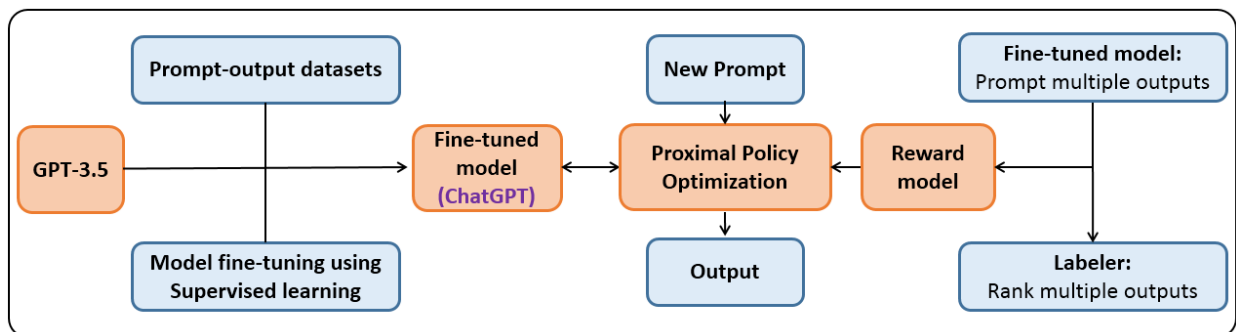 Prompt-output datasets
New Prompt
Fine-tuned model:
Prompt multiple outputs
GPT-3.5
Fine-tuned
model
(ChatGPT)
Proximal Policy
Optimization
Reward
model
Model fine-tuning using
Supervised learning
Output
Labeler:
Rank multiple outputs